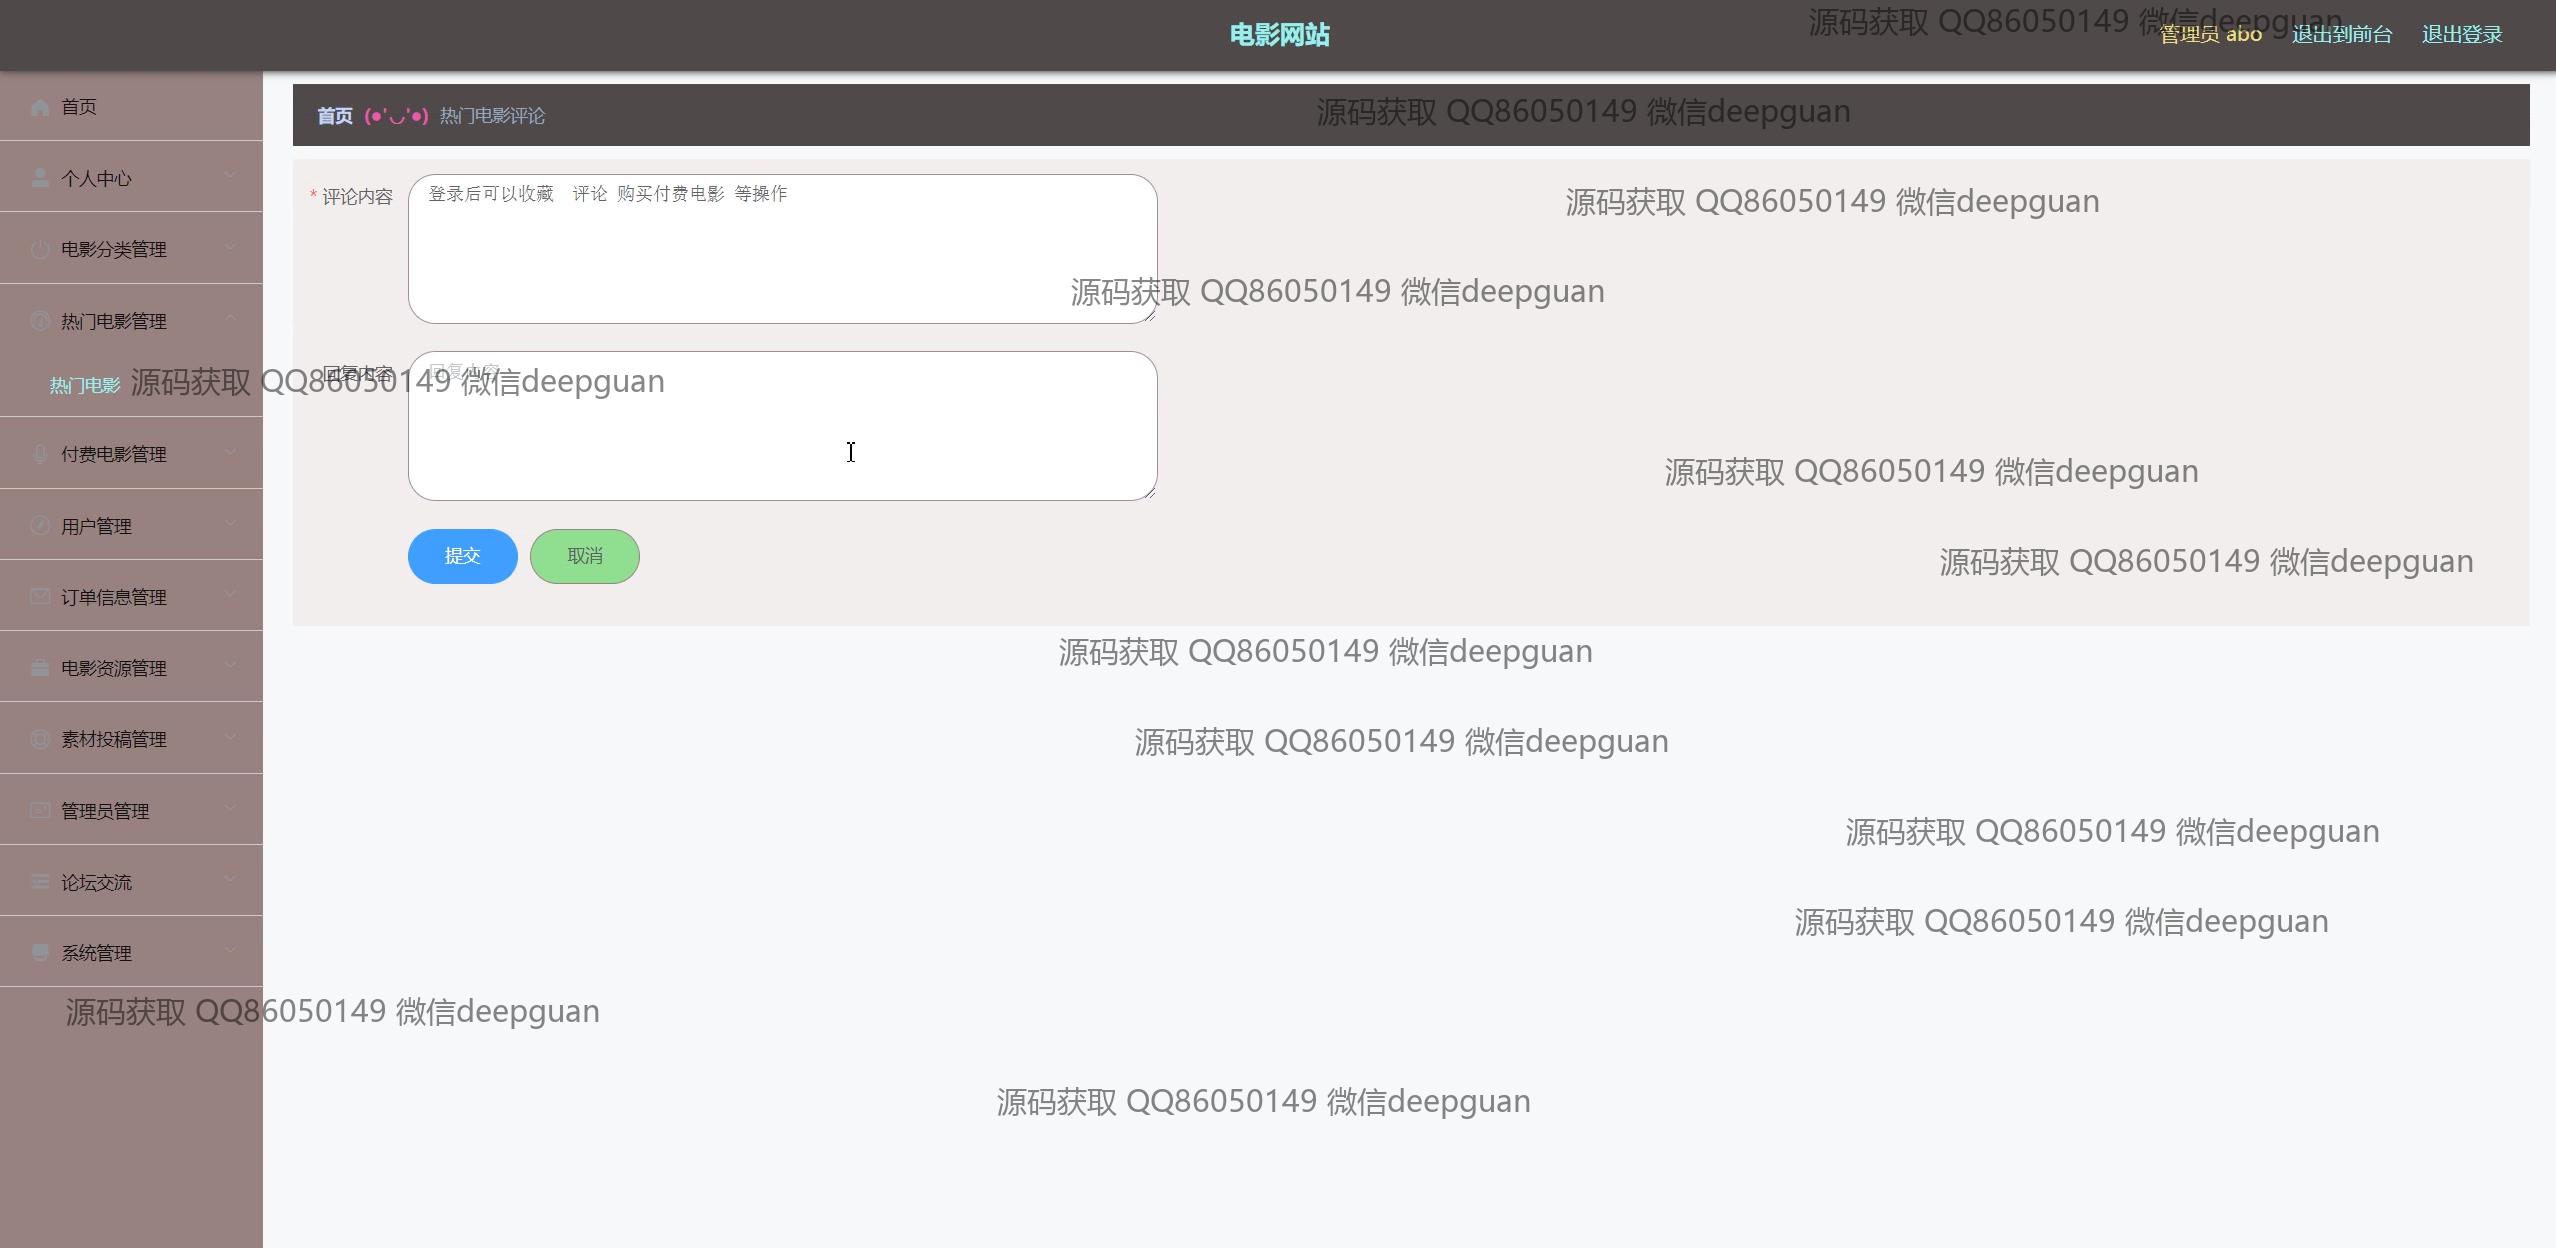 电影网站
源码获取 QQ86050149 微信deepguan
管理员 abo
退出到前台
退出登录
首页
首页 (●'◡'●) 热门电影评论
源码获取 QQ86050149 微信deepguan
个人中心
* 评论内容
登录后可以收藏 评论 购买付费电影 等操作
源码获取 QQ86050149 微信deepguan
电影分类管理
源码获取 QQ86050149 微信deepguan
热门电影管理
回复内容
回复内容
热门电影
源码获取 QQ86050149 微信deepguan
付费电影管理
源码获取 QQ86050149 微信deepguan
用户管理
提交
取消
源码获取 QQ86050149 微信deepguan
订单信息管理
源码获取 QQ86050149 微信deepguan
电影资源管理
素材投稿管理
源码获取 QQ86050149 微信deepguan
管理员管理
源码获取 QQ86050149 微信deepguan
论坛交流
源码获取 QQ86050149 微信deepguan
系统管理
源码获取 QQ86050149 微信deepguan
源码获取 QQ86050149 微信deepguan